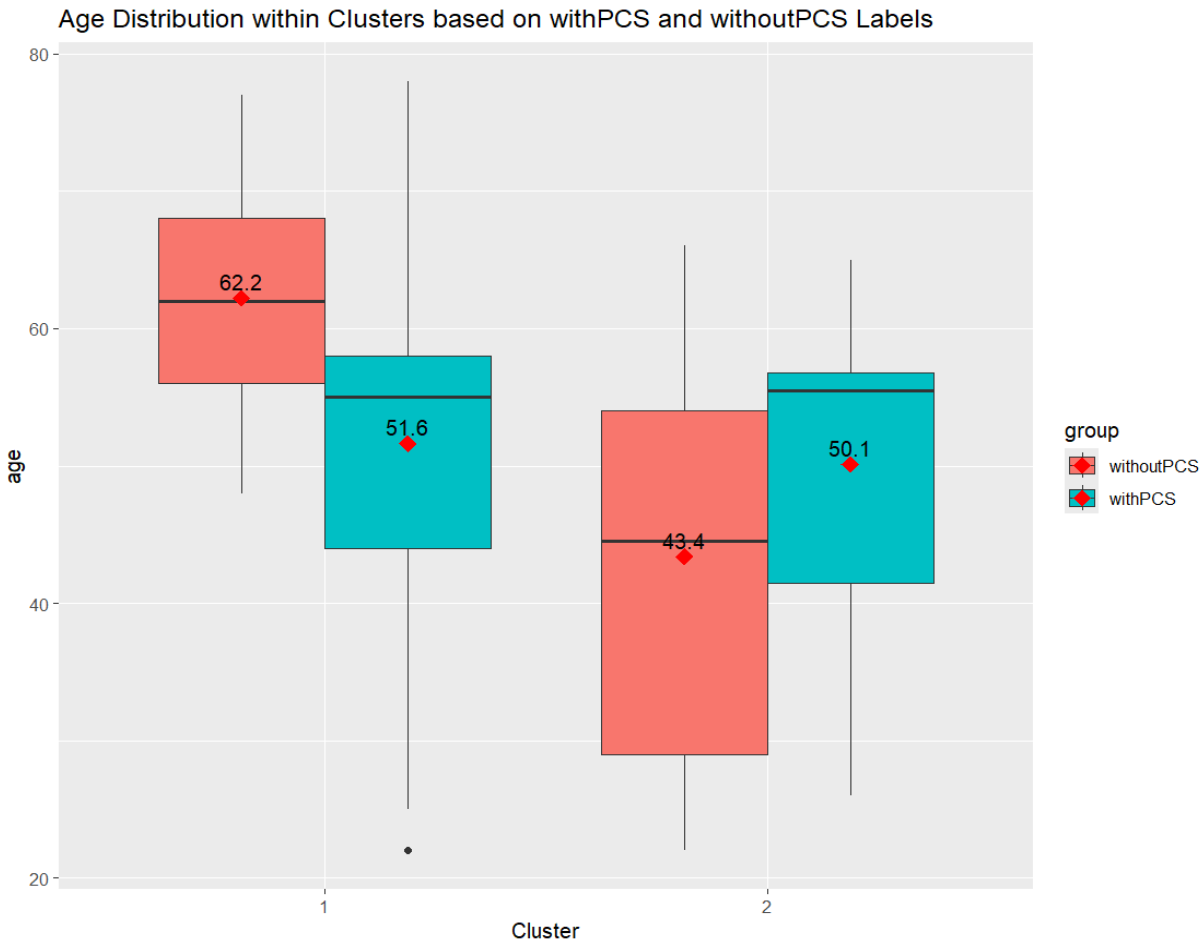 Age Distribution within Clusters based on withPCS and withoutPCS Labels
80
60
40
20
age
62.2
51.6
43.4
50.1
1
2
Cluster
group
withoutPCS
withPCS